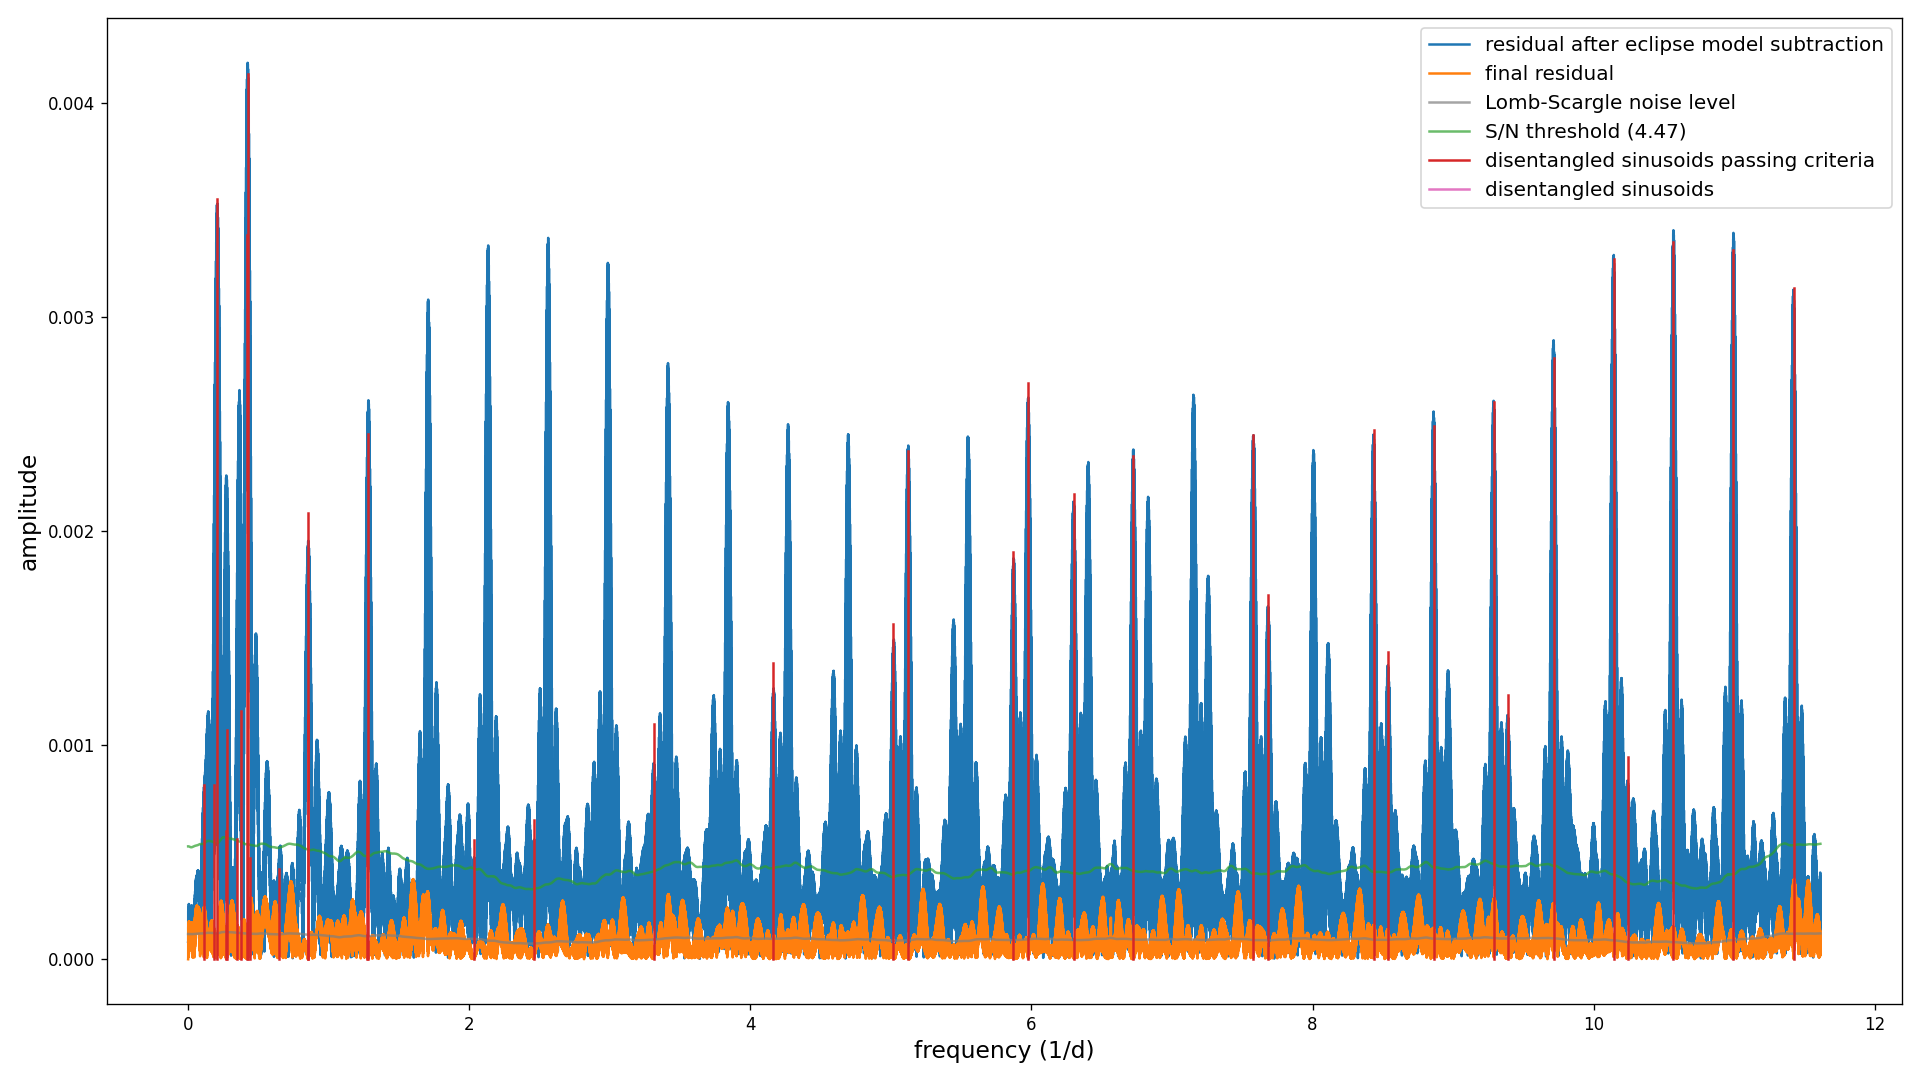 residual after eclipse model subtraction
final residual
Lomb-Scargle noise level
S/N threshold (4.47)
disentangled sinusoids passing criteria
disentangled sinusoids
amplitude
0.004
0.003
0.002
0.001
0.000
0 2 4 6 8 10 12
frequency (1/d)